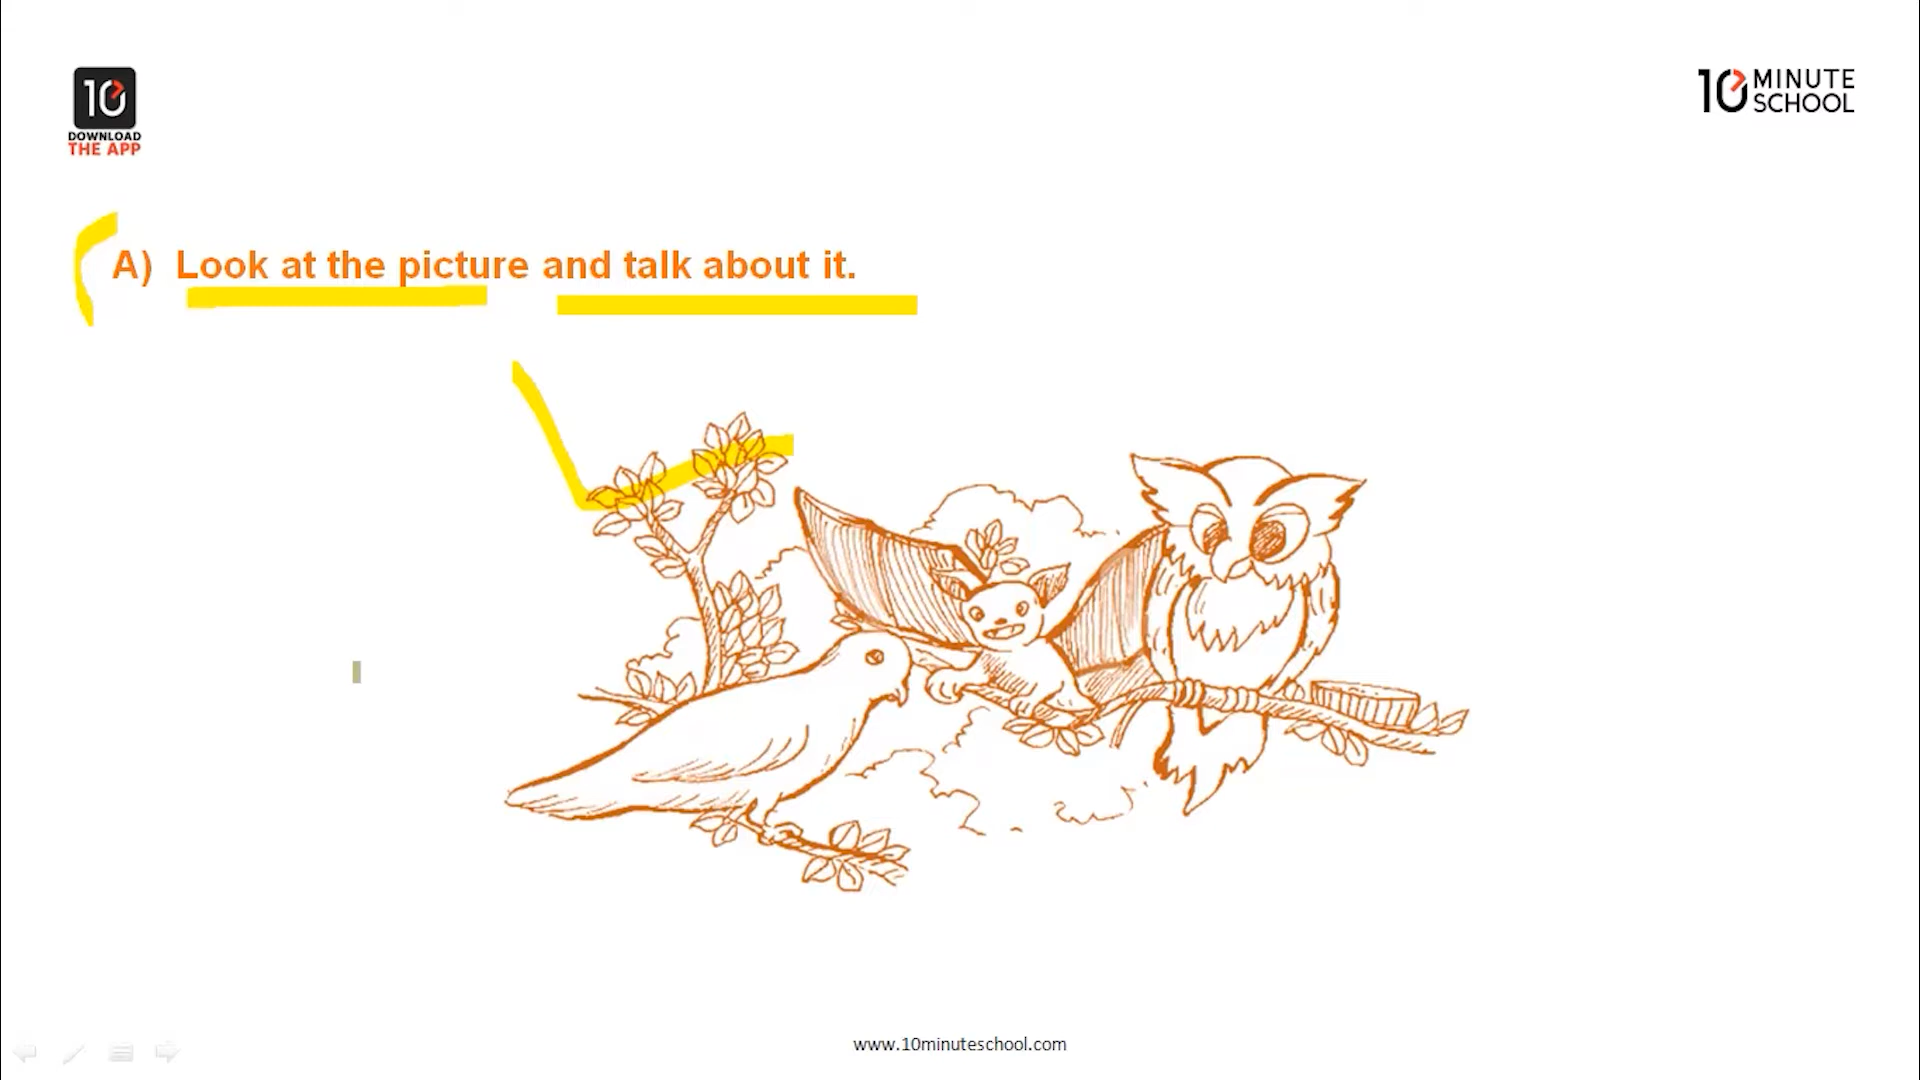 10
DOWNLOAD
THE APP
10 MINUTE
SCHOOL
A) Look at the picture and talk about it.
www.10minuteschool.com